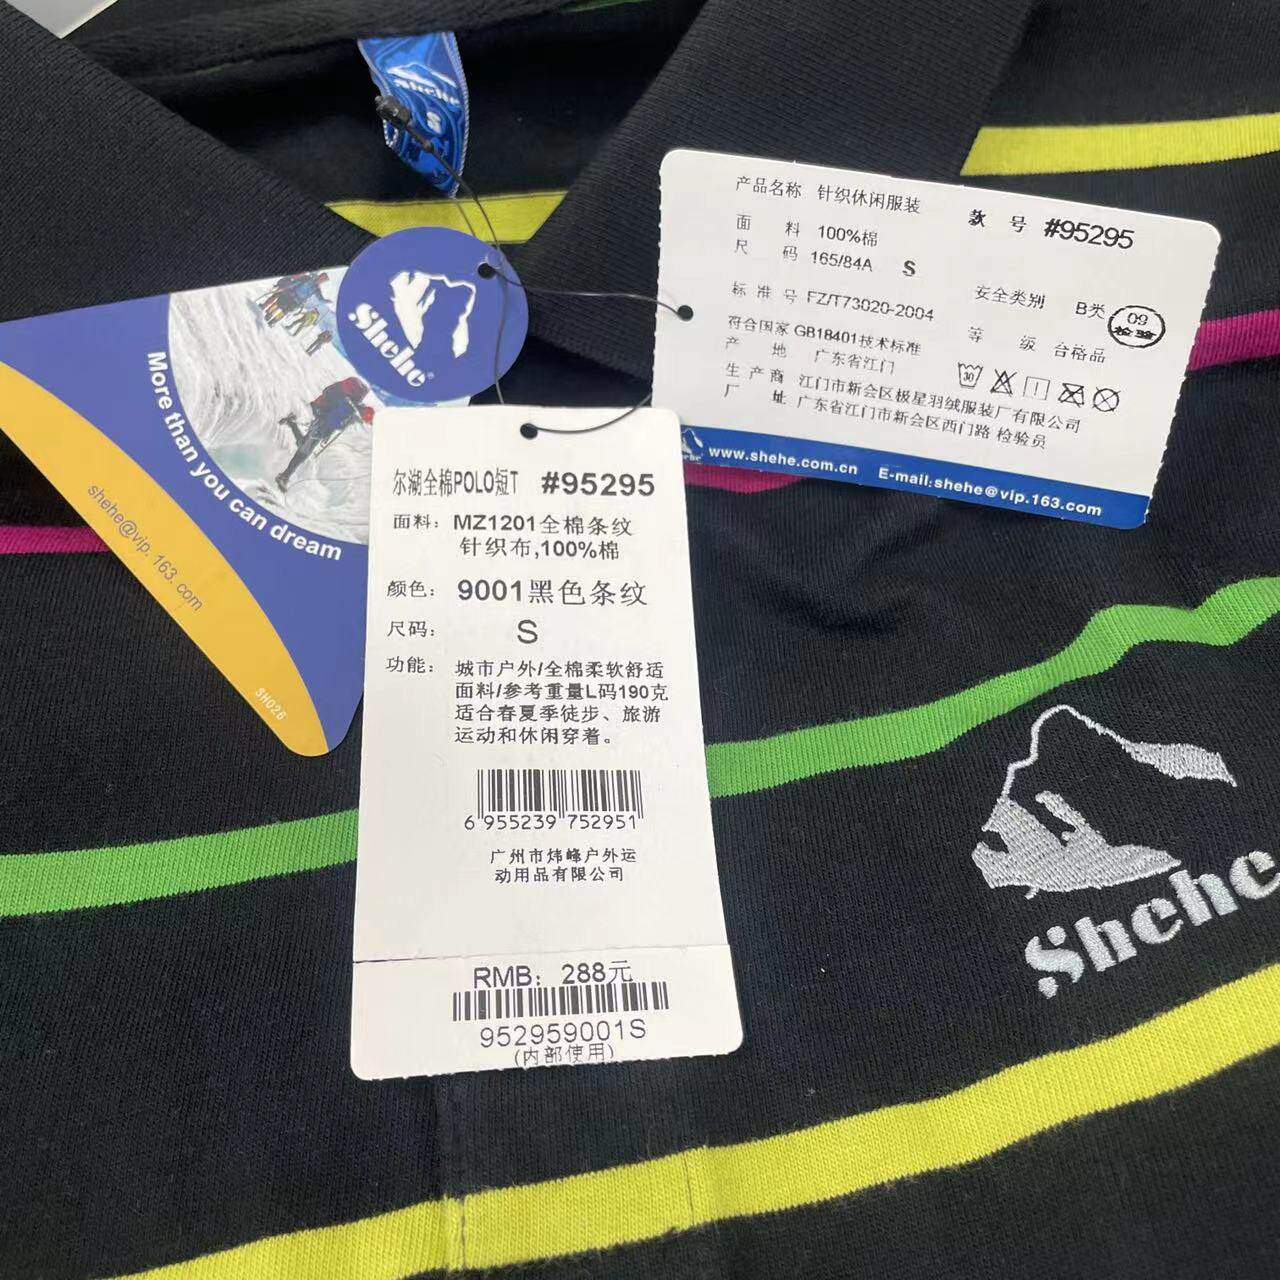 Shehe
S
Shehe®
More than you can dream
shehe@vip.163.com
SH026
产品名称 针织休闲服装 款号 #95295
面料 100%棉
尺码 165/84A S
安全类别 B类
标准号 FZ/T73020-2004
09
检验
符合国家GB18401技术标准
等级 合格品
产地 广东省江门
30
生产商 江门市新会区极星羽绒服装厂有限公司
厂址 广东省江门市新会区西门路 检验员
www.shehe.com.cn E-mail:shehe@vip.163.com
尔湖全棉POLO短T #95295
面料: MZ1201全棉条纹
针织布,100%棉
颜色: 9001黑色条纹
尺码: S
功能: 城市户外/全棉柔软舒适
面料/参考重量L码190克
适合春夏季徒步、旅游
运动和休闲穿着。
6 955239 752951
广州市炜峰户外运
动用品有限公司
RMB: 288元
952959001S
(内部使用)
Shehe